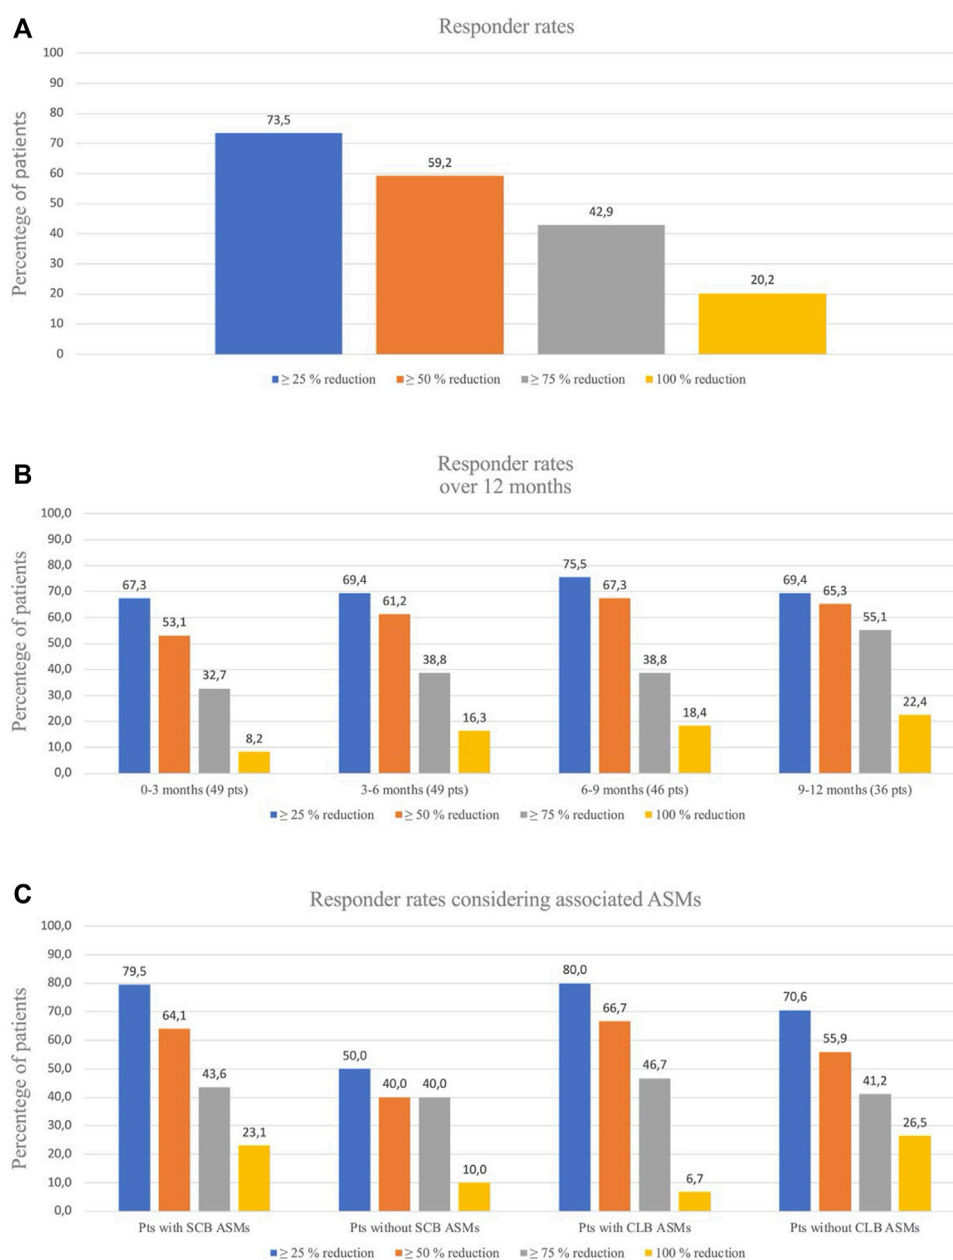 A
Responder rates
Percentege of patients
100
90
80
70
60
50
40
30
20
10
0
73,5
59,2
42,9
20,2
≥ 25 % reduction ≥ 50 % reduction ≥ 75 % reduction 100 % reduction
B
Responder rates
over 12 months
Percentege of patients
100,0
90,0
80,0
70,0
60,0
50,0
40,0
30,0
20,0
10,0
0,0
67,3 53,1 32,7 8,2
69,4 61,2 38,8 16,3
75,5 67,3 38,8 18,4
69,4 65,3 55,1 22,4
0-3 months (49 pts) 3-6 months (49 pts) 6-9 months (46 pts) 9-12 months (36 pts)
≥ 25 % reduction ≥ 50 % reduction ≥ 75 % reduction 100 % reduction
C
Responder rates considering associated ASMs
Percentege of patients
100,0
90,0
80,0
70,0
60,0
50,0
40,0
30,0
20,0
10,0
0,0
79,5 64,1 43,6 23,1
50,0 40,0 40,0 10,0
80,0 66,7 46,7 6,7
70,6 55,9 41,2 26,5
Pts with SCB ASMs Pts without SCB ASMs Pts with CLB ASMs Pts without CLB ASMs
≥ 25 % reduction ≥ 50 % reduction ≥ 75 % reduction 100 % reduction